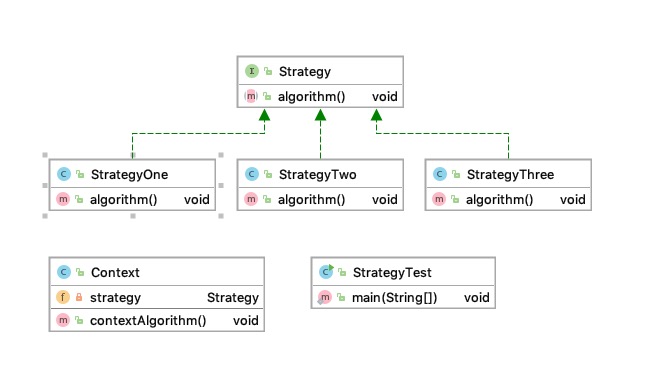 Strategy
algorithm() void
StrategyOne
algorithm() void
StrategyTwo
algorithm() void
StrategyThree
algorithm() void
Context
strategy Strategy
contextAlgorithm() void
StrategyTest
main(String[]) void